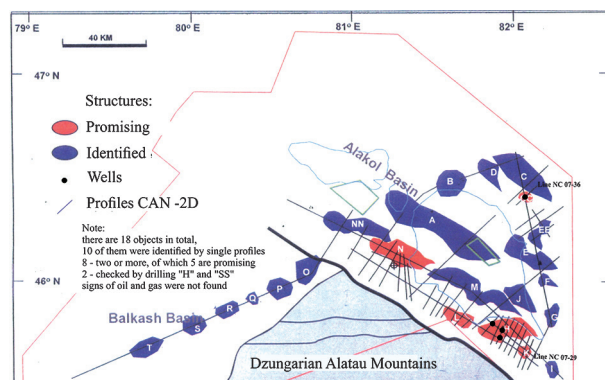 79° E
80° E
81° E
82° E
40 KM
47° N
Structures:
Promising
Identified
Wells
Profiles CAN -2D
Note:
there are 18 objects in total,
10 of them were identified by single profiles
8 - two or more, of which 5 are promising
2 - checked by drilling "H" and "SS"
signs of oil and gas were not found
Alakol Basin
B
D
C
Line NC 07-36
A
NN
N
E
EE
F
46° N
O
P
Q
R
S
T
M
J
L
G
K
I
Line NC 07-29
Balkash Basin
Dzungarian Alatau Mountains